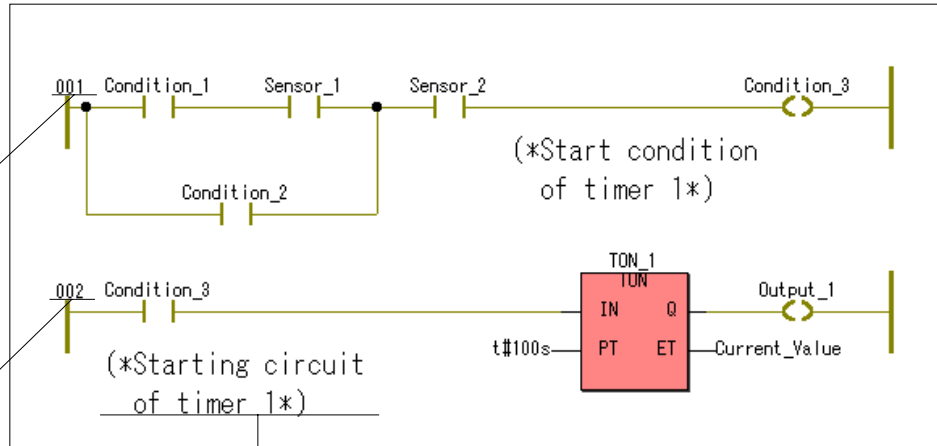 001 Condition_1 Sensor_1 Sensor_2 Condition_3
(*Start condition
of timer 1*)
Condition_2
TON_1
TON
002 Condition_3 Output_1
IN Q
t#100s PT ET Current_Value
(*Starting circuit
of timer 1*)